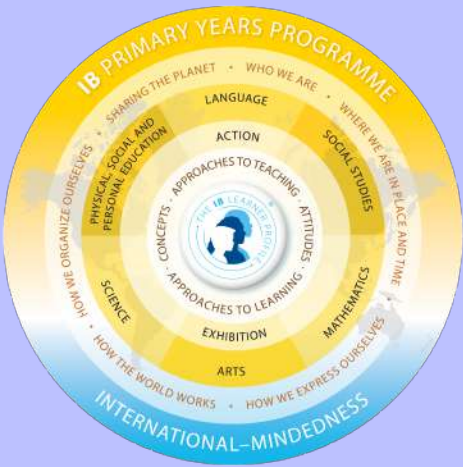 IB PRIMARY YEARS PROGRAMME
SHARING THE PLANET • WHO WE ARE • WHERE WE ARE IN PLACE AND TIME
HOW WE ORGANIZE OURSELVES •
LANGUAGE
PHYSICAL, SOCIAL AND
PERSONAL EDUCATION
SOCIAL STUDIES
ACTION
APPROACHES TO TEACHING ·
CONCEPTS ·
ATTITUDES ·
THE IB LEARNER PROFILE
APPROACHES TO LEARNING ·
EXHIBITION
SCIENCE
MATHEMATICS
ARTS
• HOW THE WORLD WORKS • HOW WE EXPRESS OURSELVES
INTERNATIONAL–MINDEDNESS